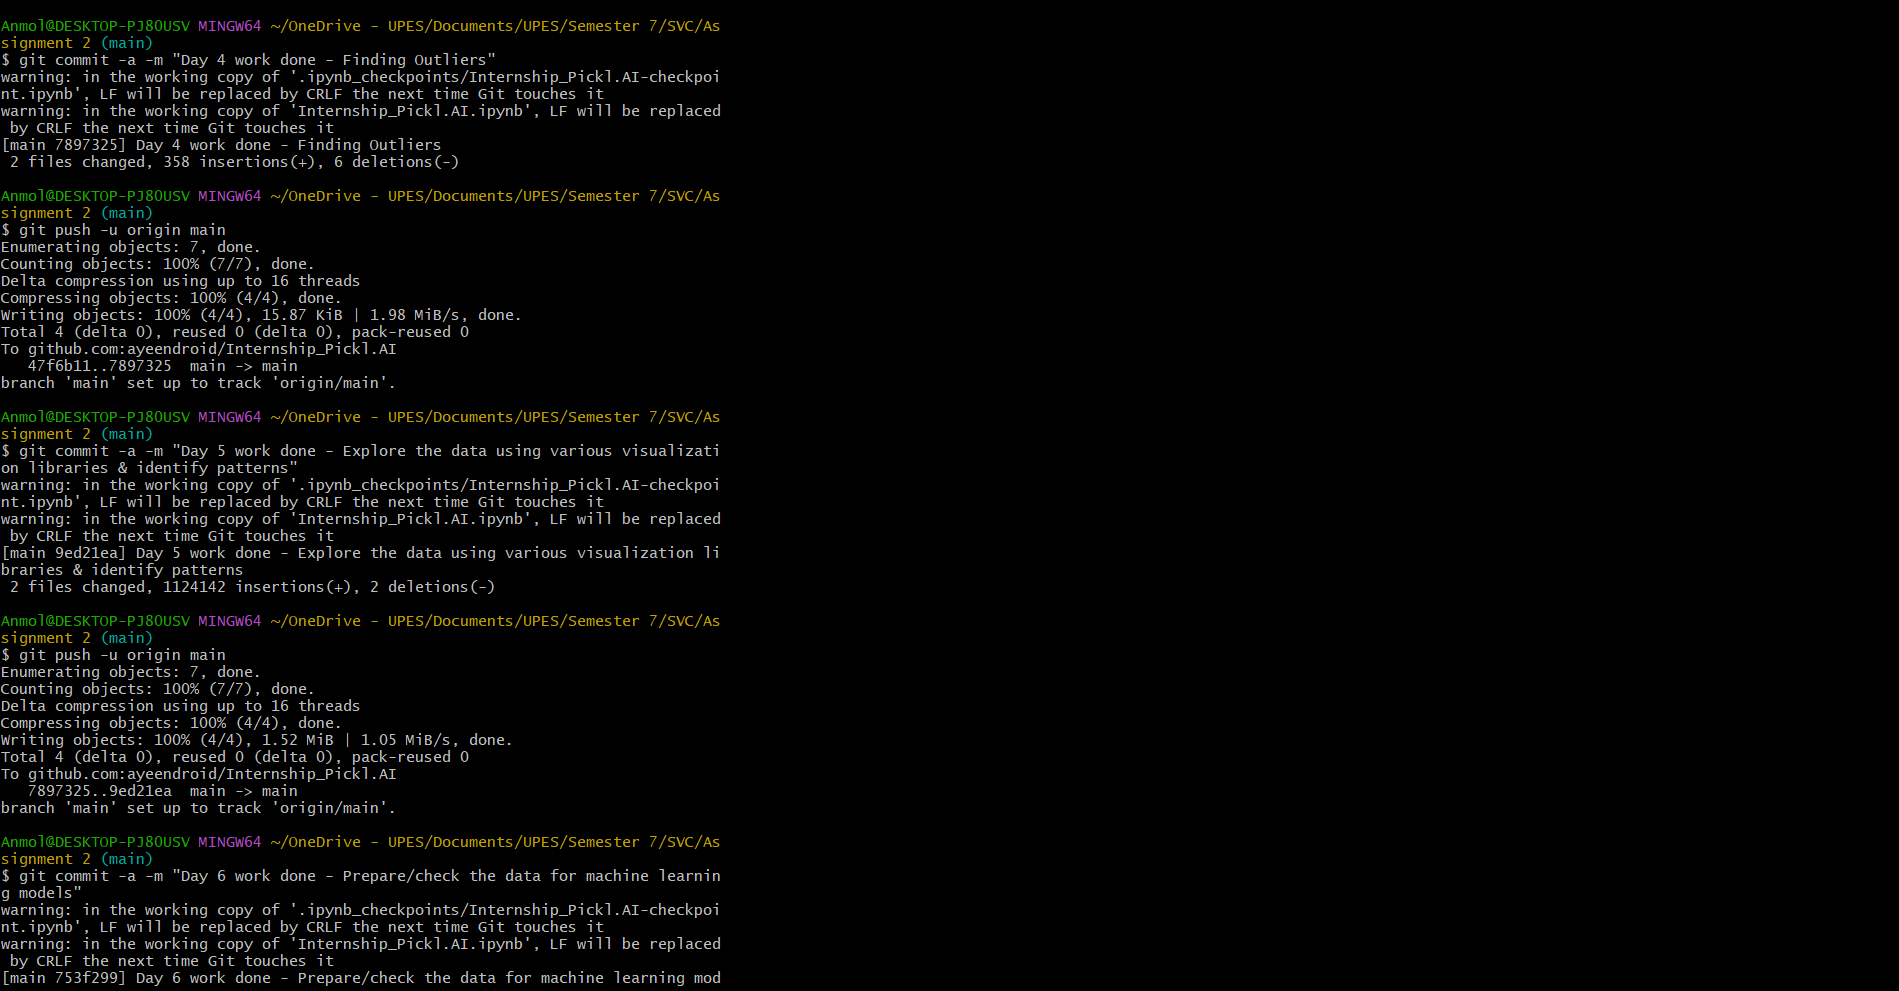 Anmol@DESKTOP-PJ80USV MINGW64 ~/OneDrive - UPES/Documents/UPES/Semester 7/SVC/As
signment 2 (main)
$ git commit -a -m "Day 4 work done - Finding Outliers"
warning: in the working copy of '.ipynb_checkpoints/Internship_Pickl.AI-checkpoi
nt.ipynb', LF will be replaced by CRLF the next time Git touches it
warning: in the working copy of 'Internship_Pickl.AI.ipynb', LF will be replaced
 by CRLF the next time Git touches it
[main 7897325] Day 4 work done - Finding Outliers
 2 files changed, 358 insertions(+), 6 deletions(-)

Anmol@DESKTOP-PJ80USV MINGW64 ~/OneDrive - UPES/Documents/UPES/Semester 7/SVC/As
signment 2 (main)
$ git push -u origin main
Enumerating objects: 7, done.
Counting objects: 100% (7/7), done.
Delta compression using up to 16 threads
Compressing objects: 100% (4/4), done.
Writing objects: 100% (4/4), 15.87 KiB | 1.98 MiB/s, done.
Total 4 (delta 0), reused 0 (delta 0), pack-reused 0
To github.com:ayeendroid/Internship_Pickl.AI
   47f6b11..7897325  main -> main
branch 'main' set up to track 'origin/main'.

Anmol@DESKTOP-PJ80USV MINGW64 ~/OneDrive - UPES/Documents/UPES/Semester 7/SVC/As
signment 2 (main)
$ git commit -a -m "Day 5 work done - Explore the data using various visualizati
on libraries & identify patterns"
warning: in the working copy of '.ipynb_checkpoints/Internship_Pickl.AI-checkpoi
nt.ipynb', LF will be replaced by CRLF the next time Git touches it
warning: in the working copy of 'Internship_Pickl.AI.ipynb', LF will be replaced
 by CRLF the next time Git touches it
[main 9ed21ea] Day 5 work done - Explore the data using various visualization li
braries & identify patterns
 2 files changed, 1124142 insertions(+), 2 deletions(-)

Anmol@DESKTOP-PJ80USV MINGW64 ~/OneDrive - UPES/Documents/UPES/Semester 7/SVC/As
signment 2 (main)
$ git push -u origin main
Enumerating objects: 7, done.
Counting objects: 100% (7/7), done.
Delta compression using up to 16 threads
Compressing objects: 100% (4/4), done.
Writing objects: 100% (4/4), 1.52 MiB | 1.05 MiB/s, done.
Total 4 (delta 0), reused 0 (delta 0), pack-reused 0
To github.com:ayeendroid/Internship_Pickl.AI
   7897325..9ed21ea  main -> main
branch 'main' set up to track 'origin/main'.

Anmol@DESKTOP-PJ80USV MINGW64 ~/OneDrive - UPES/Documents/UPES/Semester 7/SVC/As
signment 2 (main)
$ git commit -a -m "Day 6 work done - Prepare/check the data for machine learnin
g models"
warning: in the working copy of '.ipynb_checkpoints/Internship_Pickl.AI-checkpoi
nt.ipynb', LF will be replaced by CRLF the next time Git touches it
warning: in the working copy of 'Internship_Pickl.AI.ipynb', LF will be replaced
 by CRLF the next time Git touches it
[main 753f299] Day 6 work done - Prepare/check the data for machine learning mod